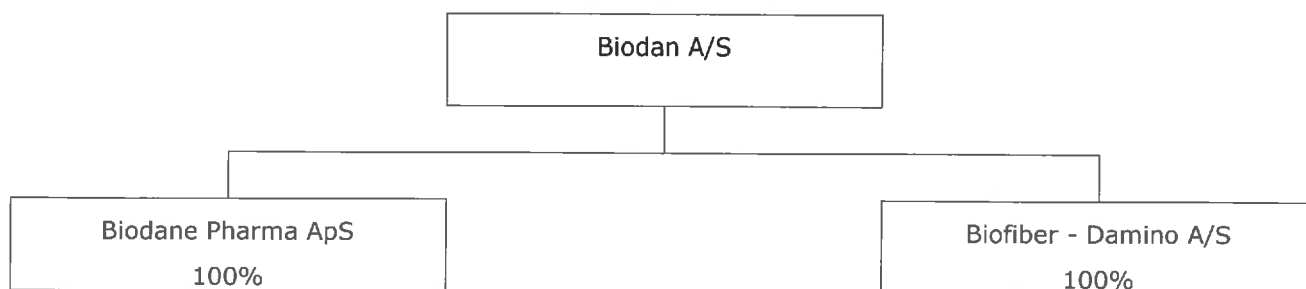 Biodan A/S
Biodane Pharma ApS
100%
Biofiber - Damino A/S
100%